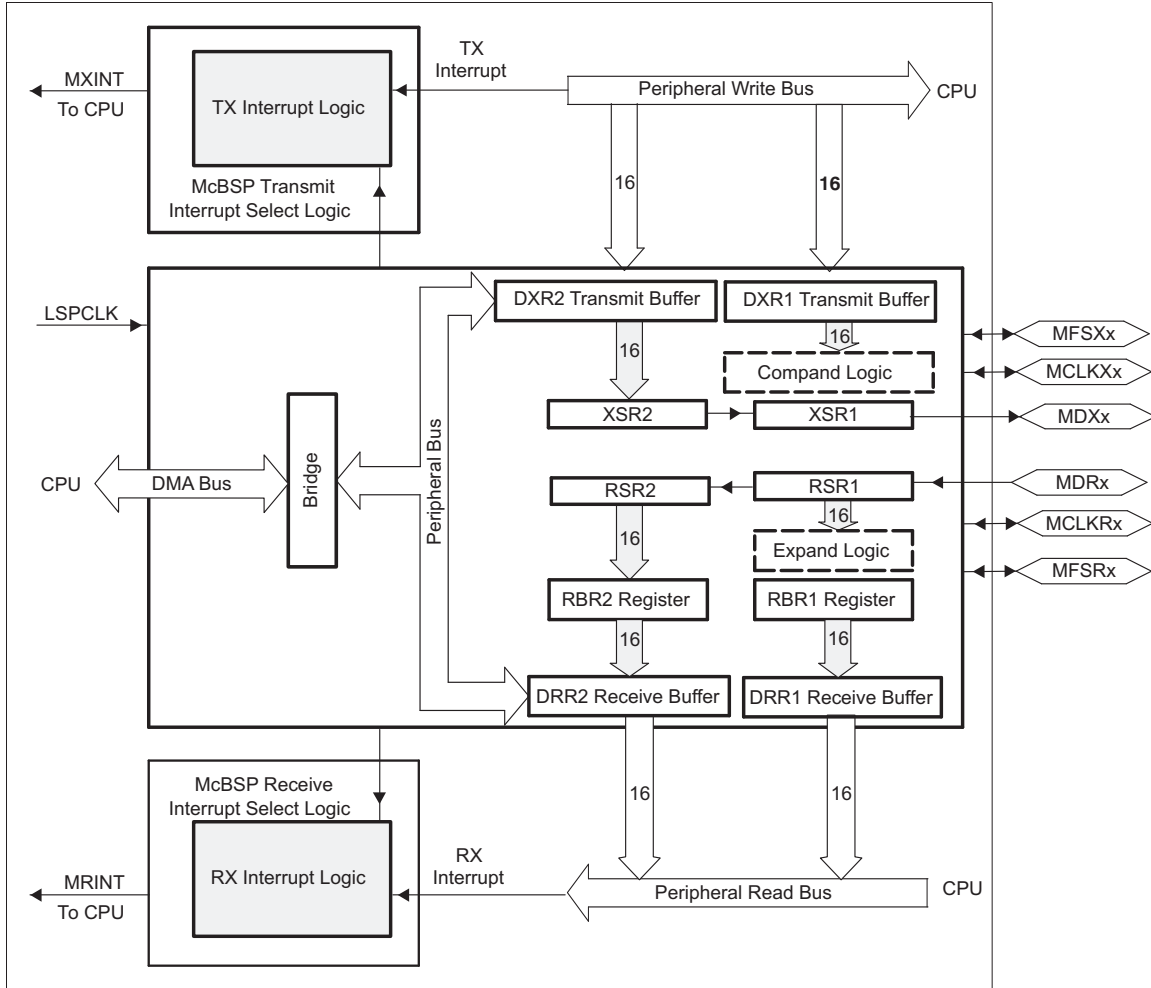 MXINT
To CPU
TX Interrupt Logic
McBSP Transmit
Interrupt Select Logic
TX
Interrupt
Peripheral Write Bus
CPU
16
16
LSPCLK
DXR2 Transmit Buffer
DXR1 Transmit Buffer
16
16
Compand Logic
XSR2
XSR1
MFSXx
MCLKXx
MDXx
CPU
DMA Bus
Bridge
Peripheral Bus
RSR2
RSR1
16
16
Expand Logic
MDRx
MCLKRx
MFSRx
RBR2 Register
RBR1 Register
16
16
DRR2 Receive Buffer
DRR1 Receive Buffer
16
16
McBSP Receive
Interrupt Select Logic
RX Interrupt Logic
MRINT
To CPU
RX
Interrupt
Peripheral Read Bus
CPU